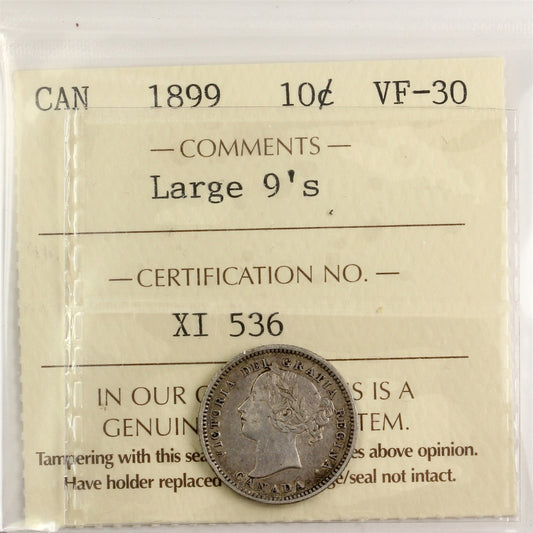 CAN 1899 10¢ VF-30
— COMMENTS —
Large 9's
— CERTIFICATION NO. —
XI 536
IN OUR S IS A
GENUIN TEM.
Tampering with this sea es above opinion.
Have holder replaced e/seal not intact.
VICTORIA DEI GRATIA REGINA
CANADA